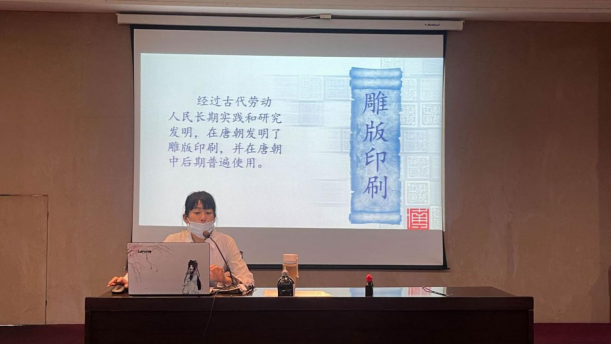 经过古代劳动
人民长期实践和研究
发明，在唐朝发明了
雕版印刷，并在唐朝
中后期普遍使用。
雕版印刷